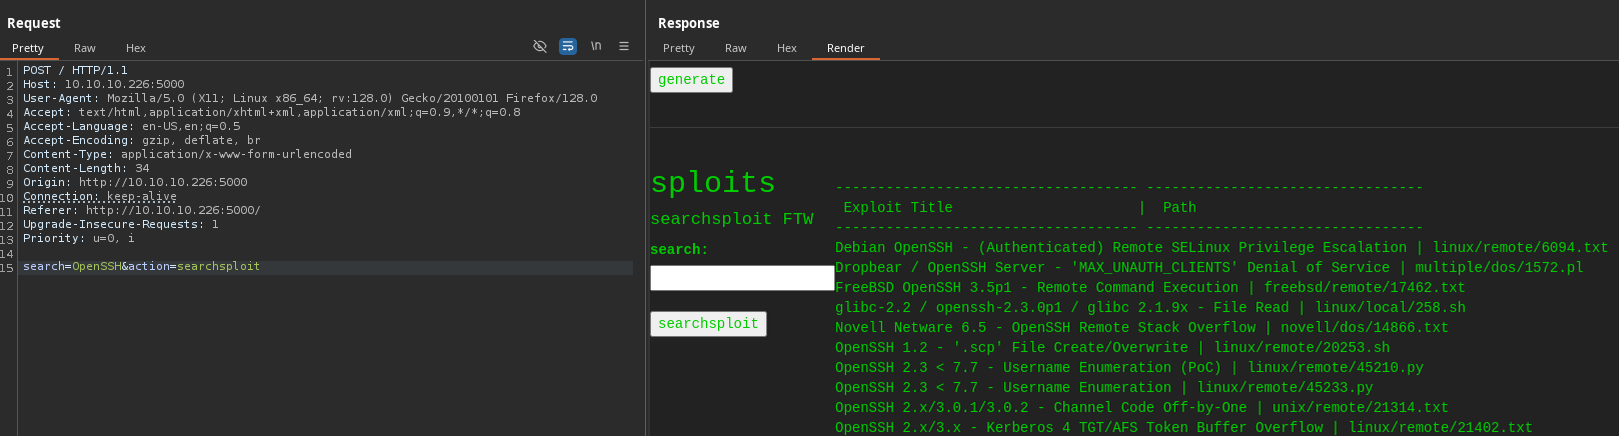 Request
Pretty Raw Hex
\n
1 POST / HTTP/1.1
2 Host: 10.10.10.226:5000
3 User-Agent: Mozilla/5.0 (X11; Linux x86_64; rv:128.0) Gecko/20100101 Firefox/128.0
4 Accept: text/html,application/xhtml+xml,application/xml;q=0.9,*/*;q=0.8
5 Accept-Language: en-US,en;q=0.5
6 Accept-Encoding: gzip, deflate, br
7 Content-Type: application/x-www-form-urlencoded
8 Content-Length: 34
9 Origin: http://10.10.10.226:5000
10 Connection: keep-alive
11 Referer: http://10.10.10.226:5000/
12 Upgrade-Insecure-Requests: 1
13 Priority: u=0, i
14
15 search=OpenSSH&action=searchsploit
Response
Pretty Raw Hex Render
generate
sploits
searchsploit FTW
search:
searchsploit
------------------------------------ ---------------------------------
Exploit Title | Path
------------------------------------ ---------------------------------
Debian OpenSSH - (Authenticated) Remote SELinux Privilege Escalation | linux/remote/6094.txt
Dropbear / OpenSSH Server - 'MAX_UNAUTH_CLIENTS' Denial of Service | multiple/dos/1572.pl
FreeBSD OpenSSH 3.5p1 - Remote Command Execution | freebsd/remote/17462.txt
glibc-2.2 / openssh-2.3.0p1 / glibc 2.1.9x - File Read | linux/local/258.sh
Novell Netware 6.5 - OpenSSH Remote Stack Overflow | novell/dos/14866.txt
OpenSSH 1.2 - '.scp' File Create/Overwrite | linux/remote/20253.sh
OpenSSH 2.3 < 7.7 - Username Enumeration (PoC) | linux/remote/45210.py
OpenSSH 2.3 < 7.7 - Username Enumeration | linux/remote/45233.py
OpenSSH 2.x/3.0.1/3.0.2 - Channel Code Off-by-One | unix/remote/21314.txt
OpenSSH 2.x/3.x - Kerberos 4 TGT/AFS Token Buffer Overflow | linux/remote/21402.txt